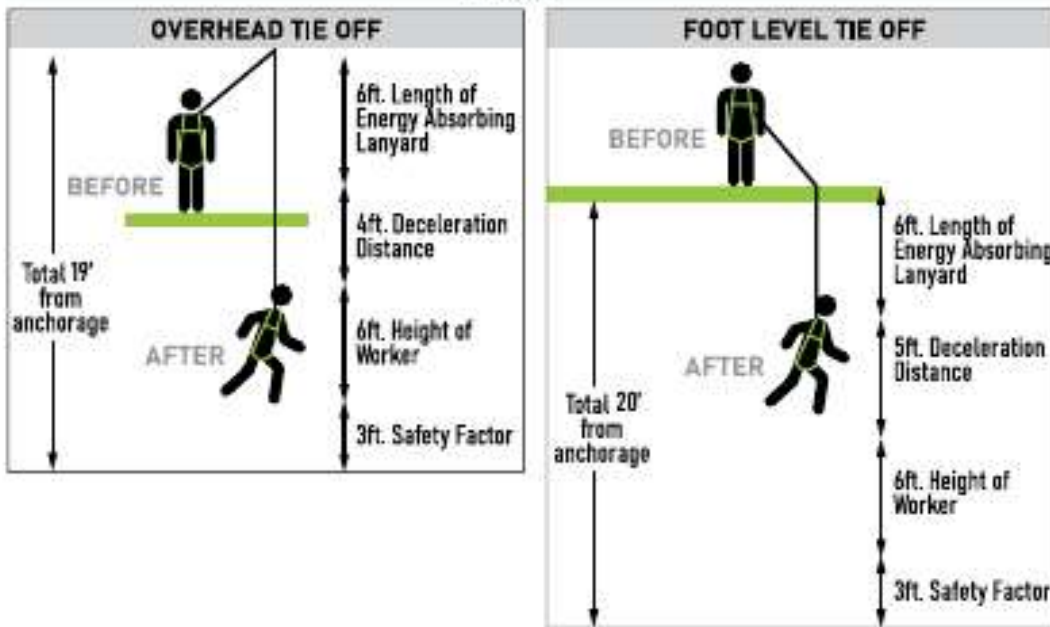 OVERHEAD TIE OFF
BEFORE
AFTER
Total 19'
from
anchorage
6ft. Length of
Energy Absorbing
Lanyard
4ft. Deceleration
Distance
6ft. Height of
Worker
3ft. Safety Factor
FOOT LEVEL TIE OFF
BEFORE
AFTER
Total 20'
from
anchorage
6ft. Length of
Energy Absorbing
Lanyard
5ft. Deceleration
Distance
6ft. Height of
Worker
3ft. Safety Factor